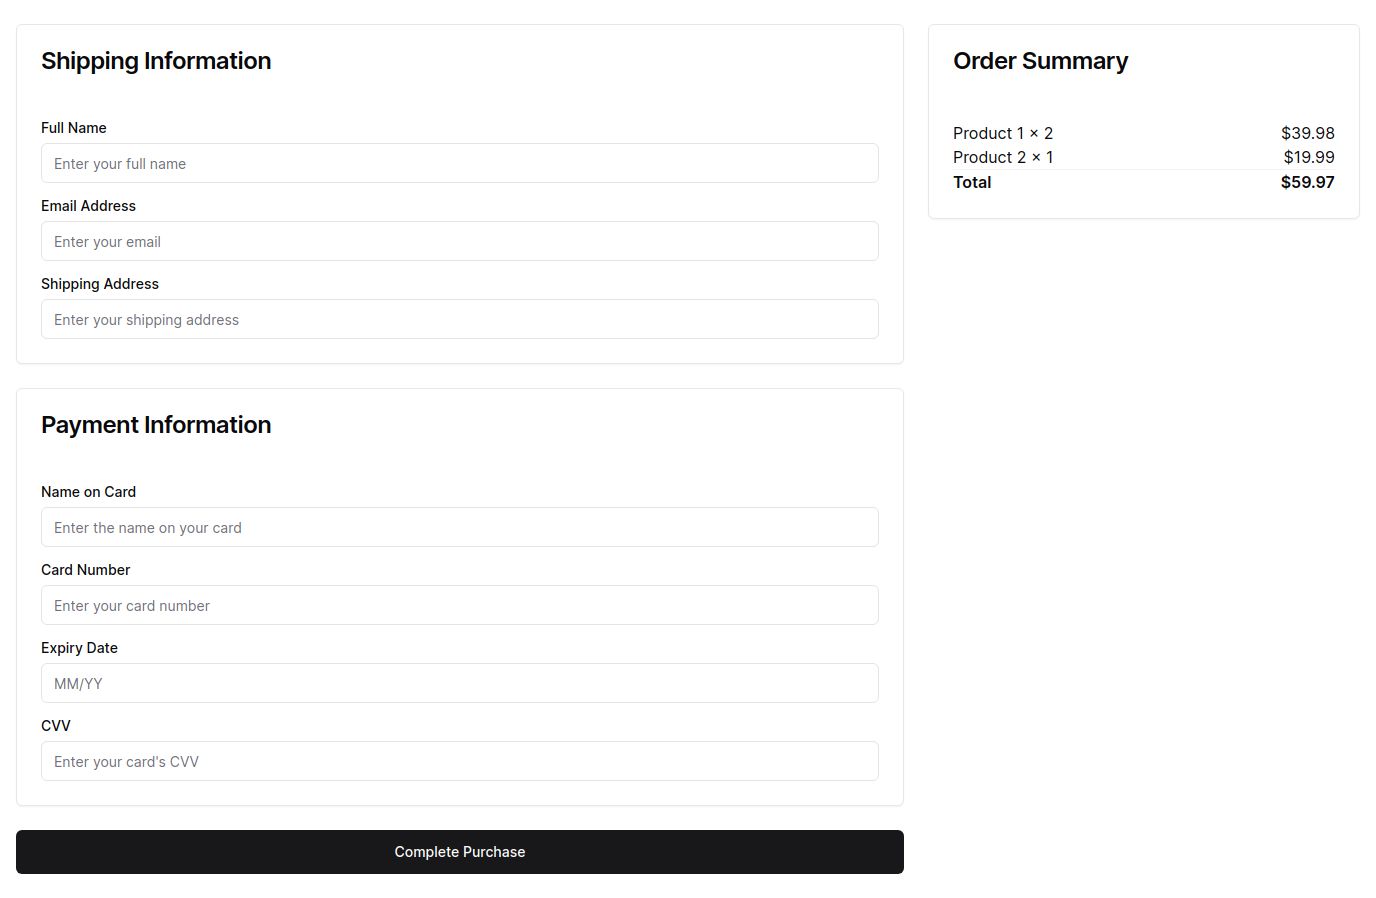 Shipping Information
Full Name
Enter your full name
Email Address
Enter your email
Shipping Address
Enter your shipping address
Payment Information
Name on Card
Enter the name on your card
Card Number
Enter your card number
Expiry Date
MM/YY
CVV
Enter your card's CVV
Complete Purchase
Order Summary
Product 1 × 2 $39.98
Product 2 × 1 $19.99
Total $59.97